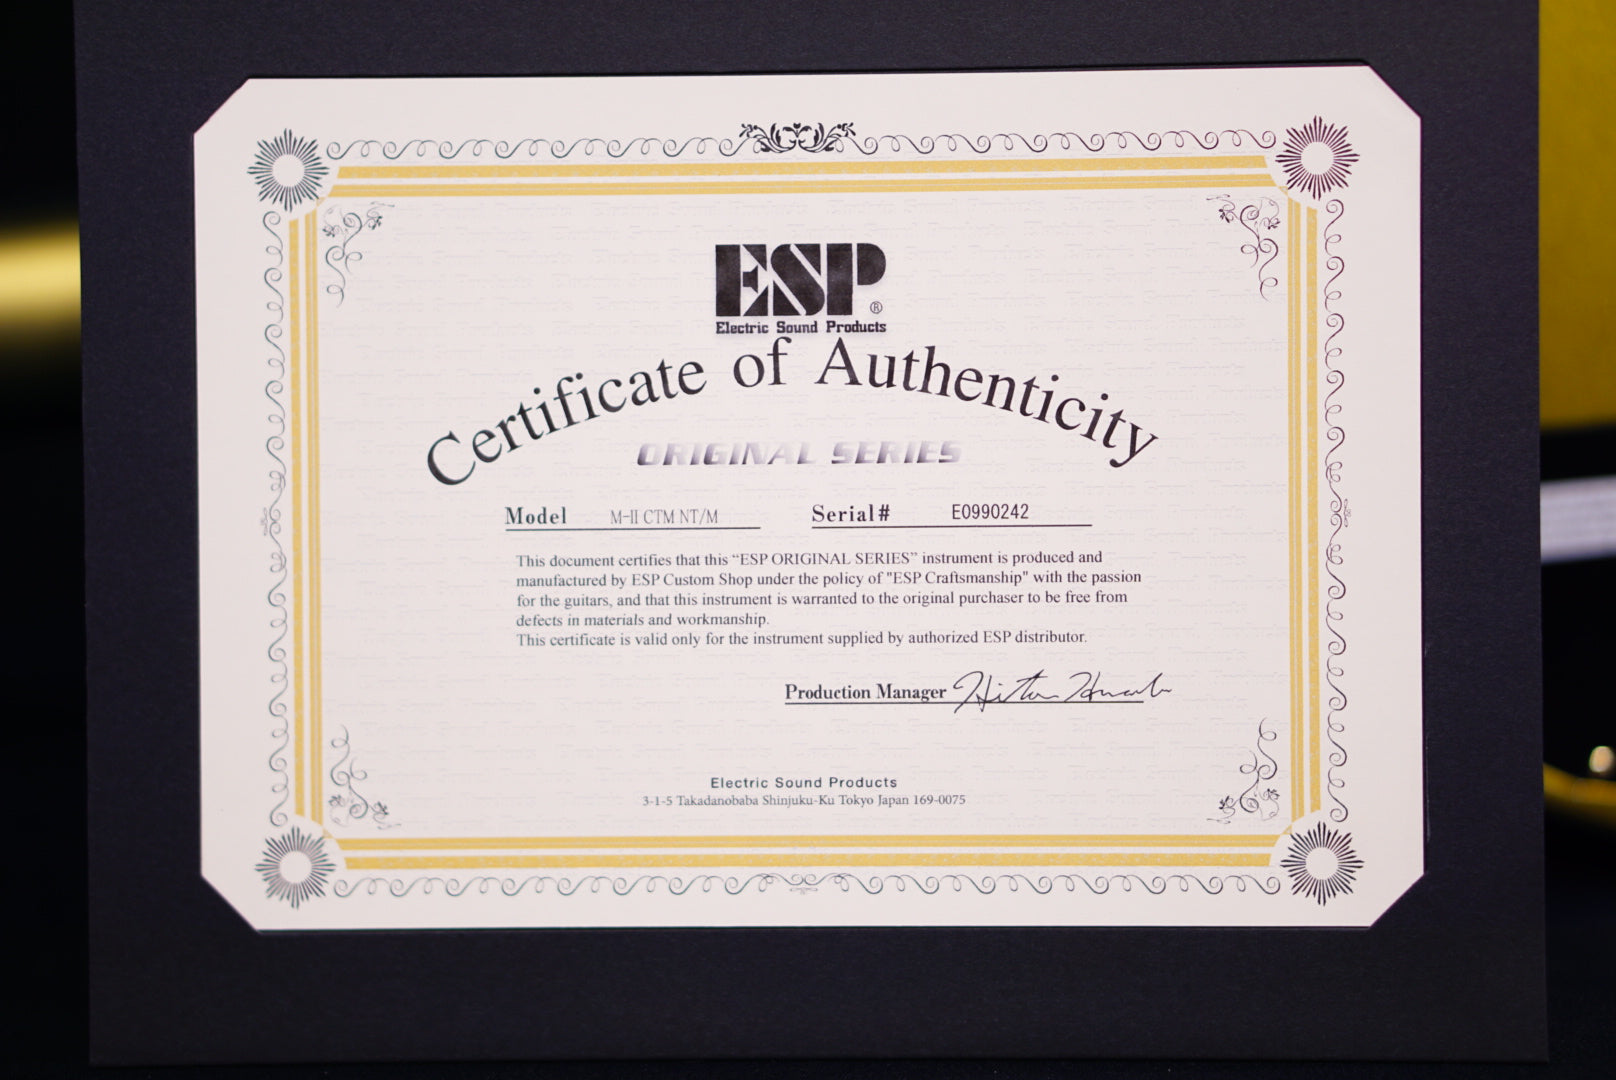 ESP®
Electric Sound Products
Certificate of Authenticity
ORIGINAL SERIES
Model M-II CTM NT/M Serial# E0990242
This document certifies that this “ESP ORIGINAL SERIES” instrument is produced and
manufactured by ESP Custom Shop under the policy of "ESP Craftsmanship" with the passion
for the guitars, and that this instrument is warranted to the original purchaser to be free from
defects in materials and workmanship.
This certificate is valid only for the instrument supplied by authorized ESP distributor.
Production Manager
Electric Sound Products
3-1-5 Takadanobaba Shinjuku-Ku Tokyo Japan 169-0075